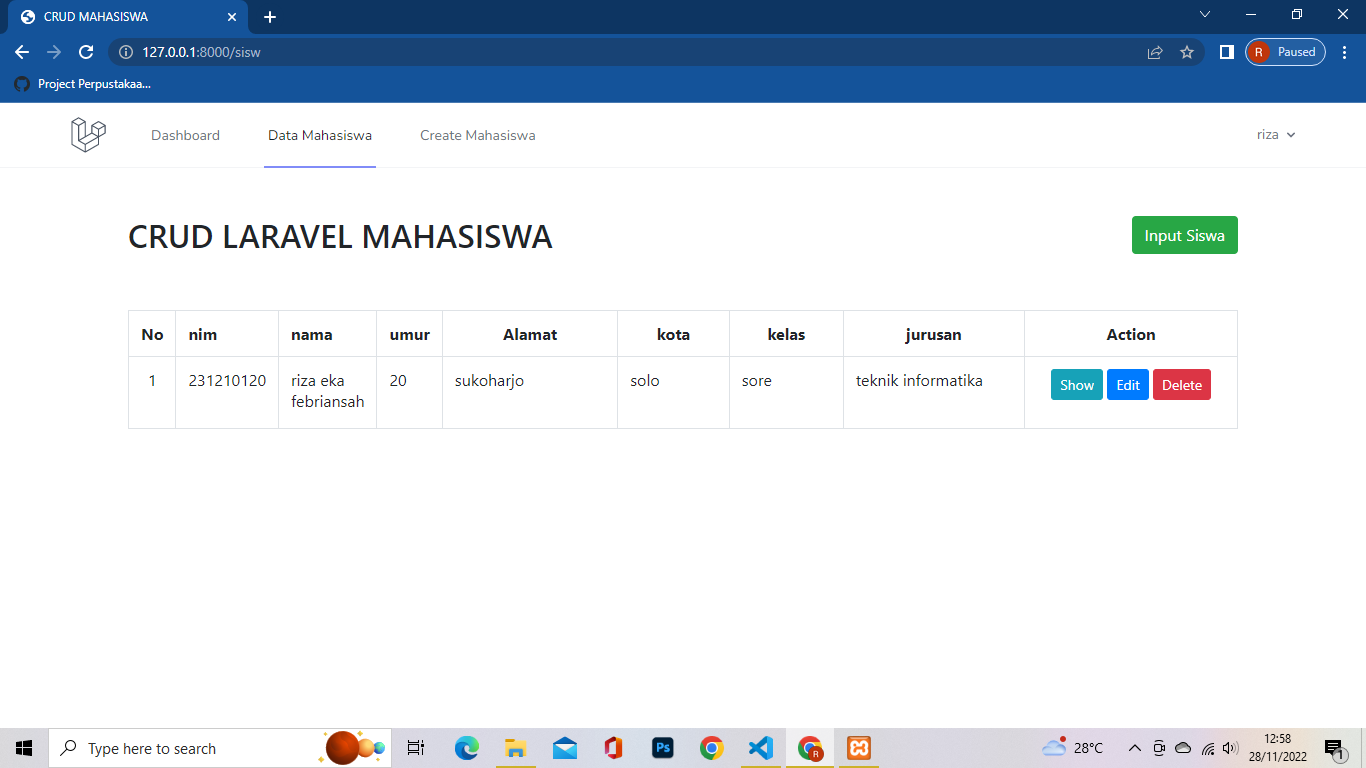 CRUD MAHASISWA
127.0.0.1:8000/sisw
R Paused
Project Perpustakaa...
Dashboard Data Mahasiswa Create Mahasiswa riza
CRUD LARAVEL MAHASISWA
Input Siswa
No nim nama umur Alamat kota kelas jurusan Action
1 231210120 riza eka 20 sukoharjo solo sore teknik informatika Show Edit Delete
febriansah
Type here to search Ps R 28°C 12:58
28/11/2022 1